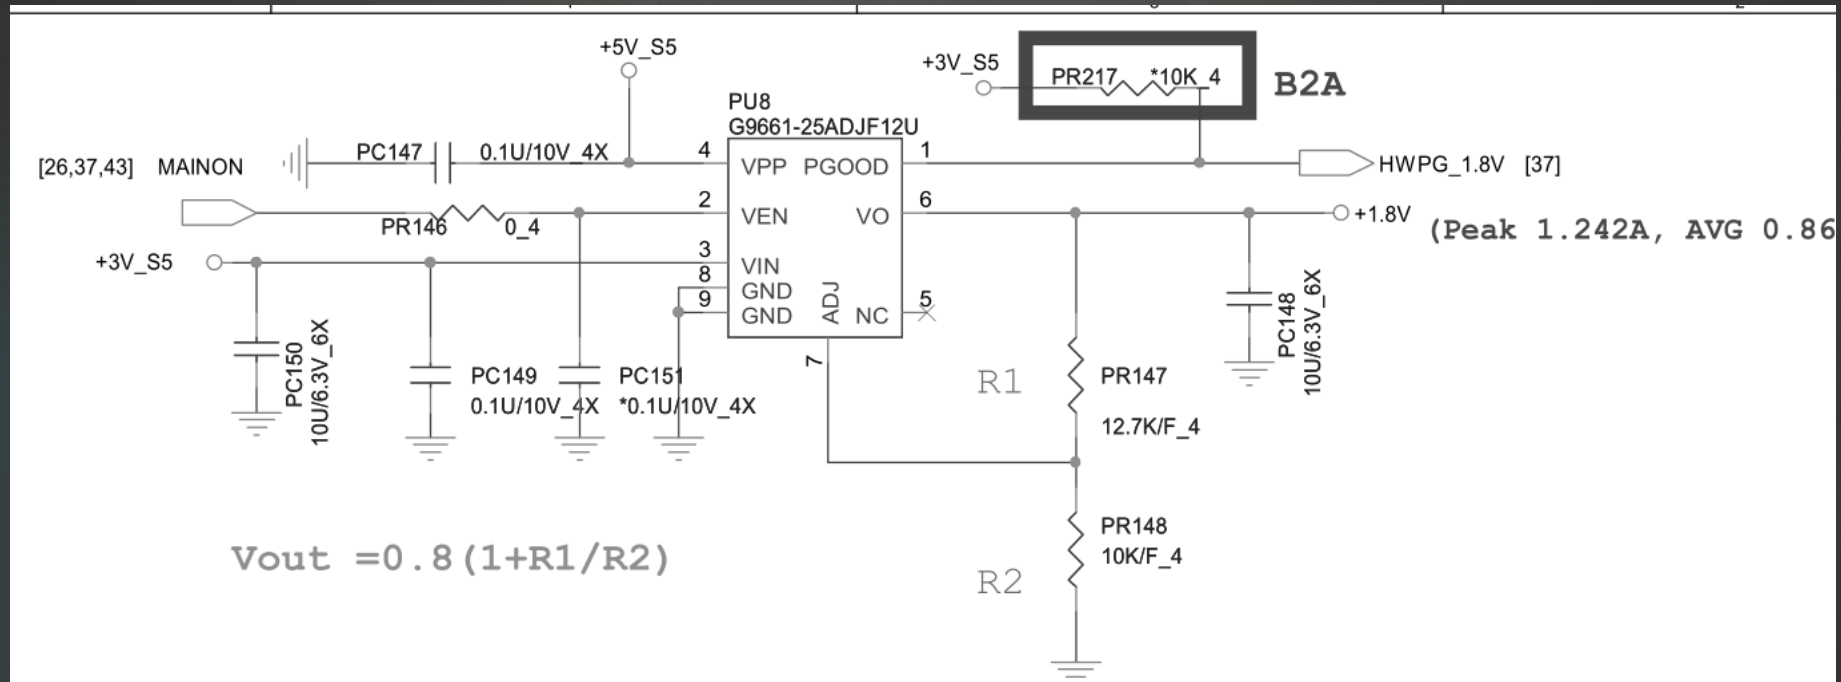 +5V_S5
+3V_S5
PR217 *10K_4
B2A
PU8
G9661-25ADJF12U
[26,37,43] MAINON
PC147 0.1U/10V_4X
4 VPP PGOOD 1
HWPG_1.8V [37]
PR146 0_4
2 VEN VO 6
+1.8V
(Peak 1.242A, AVG 0.86
+3V_S5
3 VIN
8 GND
9 GND
ADJ
NC 5
7
PC150
10U/6.3V_6X
PC149
0.1U/10V_4X
PC151
*0.1U/10V_4X
PC148
10U/6.3V_6X
R1
PR147
12.7K/F_4
Vout =0.8(1+R1/R2)
R2
PR148
10K/F_4